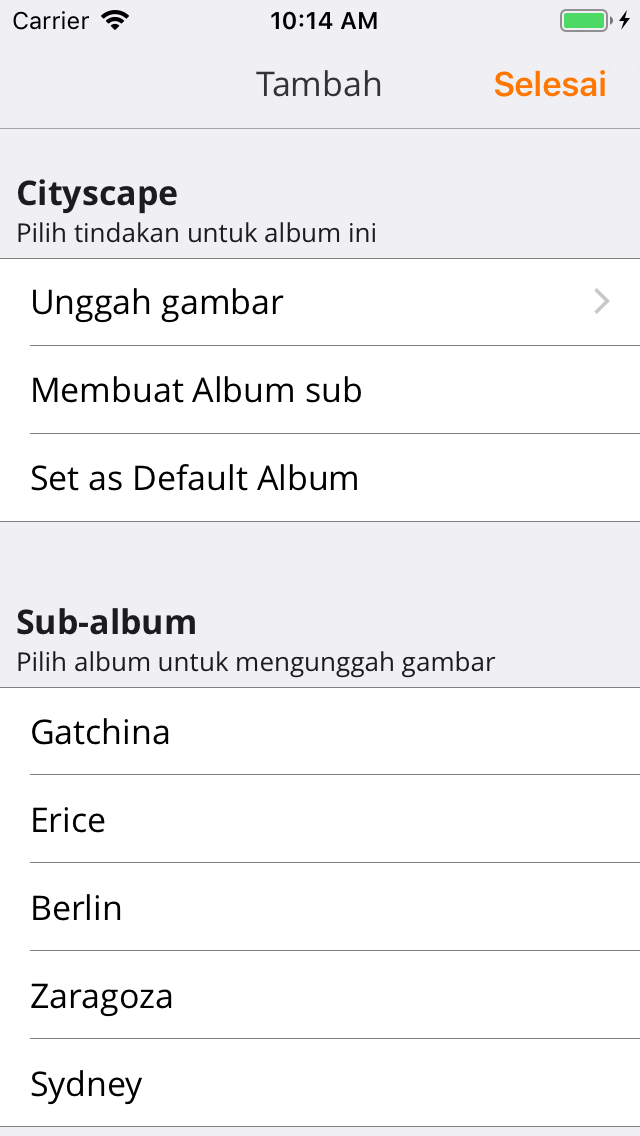 Carrier 10:14 AM
Tambah Selesai
Cityscape
Pilih tindakan untuk album ini
Unggah gambar
Membuat Album sub
Set as Default Album
Sub-album
Pilih album untuk mengunggah gambar
Gatchina
Erice
Berlin
Zaragoza
Sydney